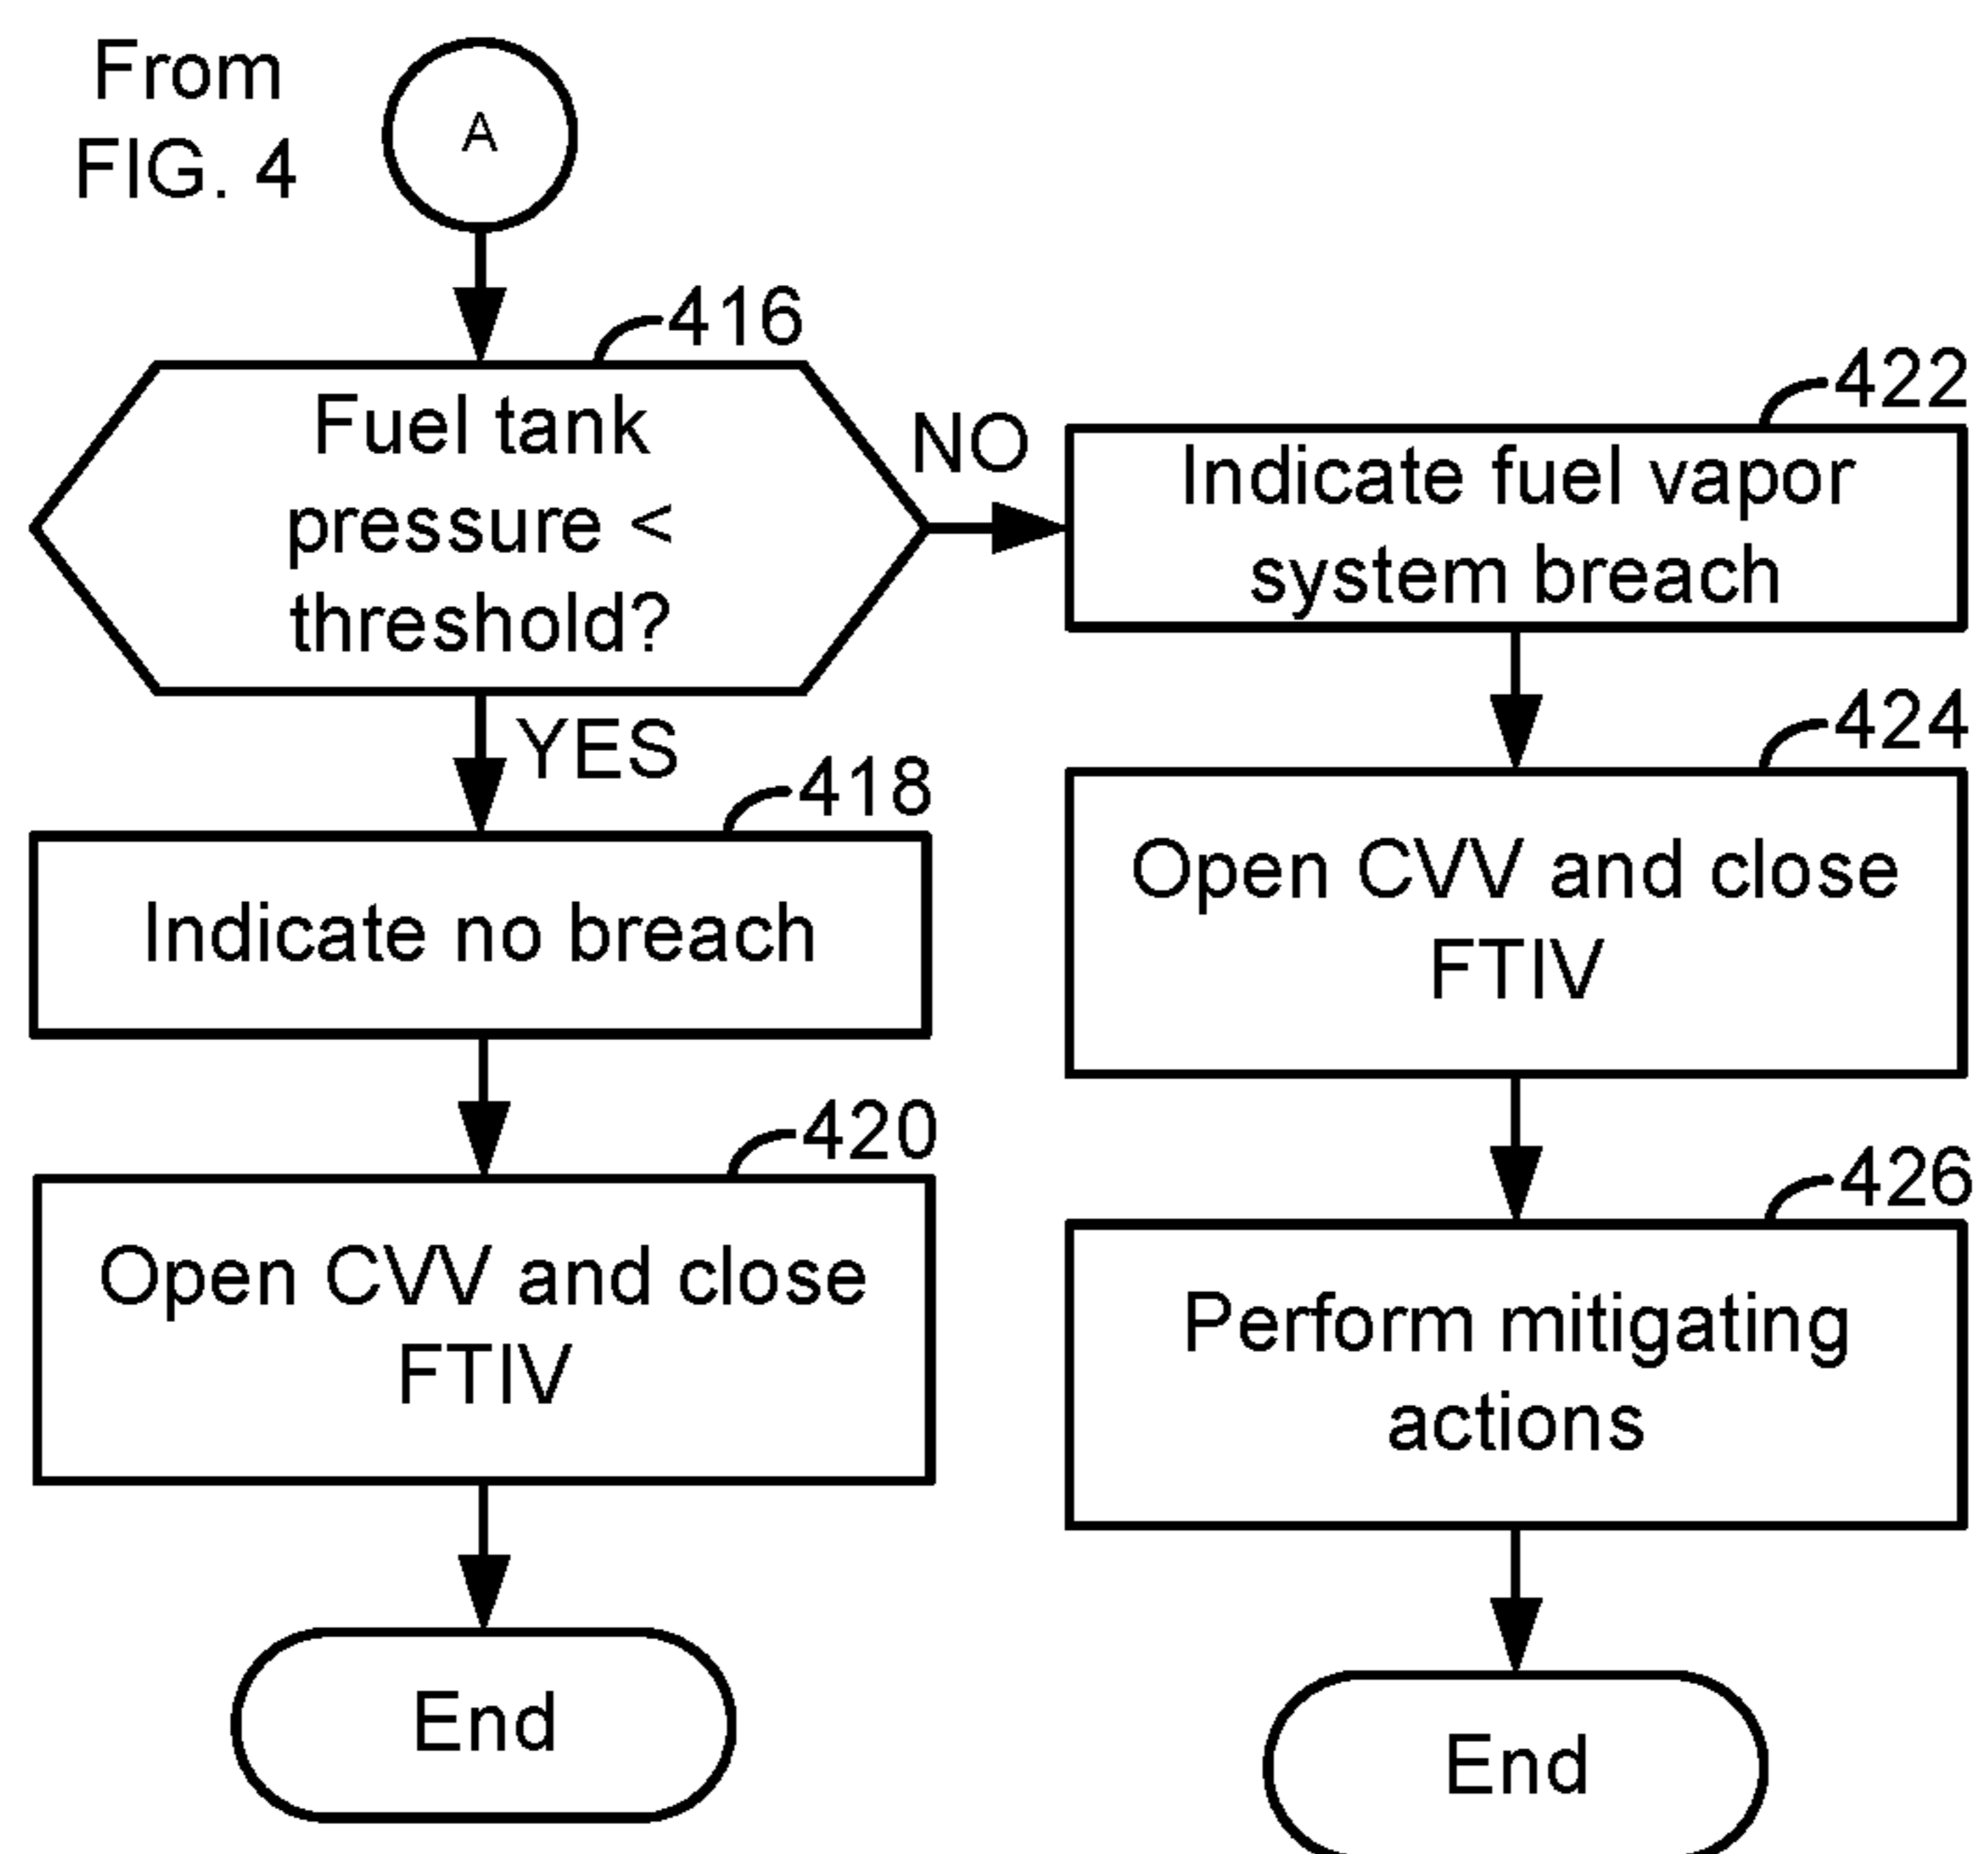 From
FIG. 4
A
416
Fuel tank
pressure <
threshold?
NO
YES
422
Indicate fuel vapor
system breach
418
Indicate no breach
424
Open CVV and close
FTIV
420
Open CVV and close
FTIV
426
Perform mitigating
actions
End
End